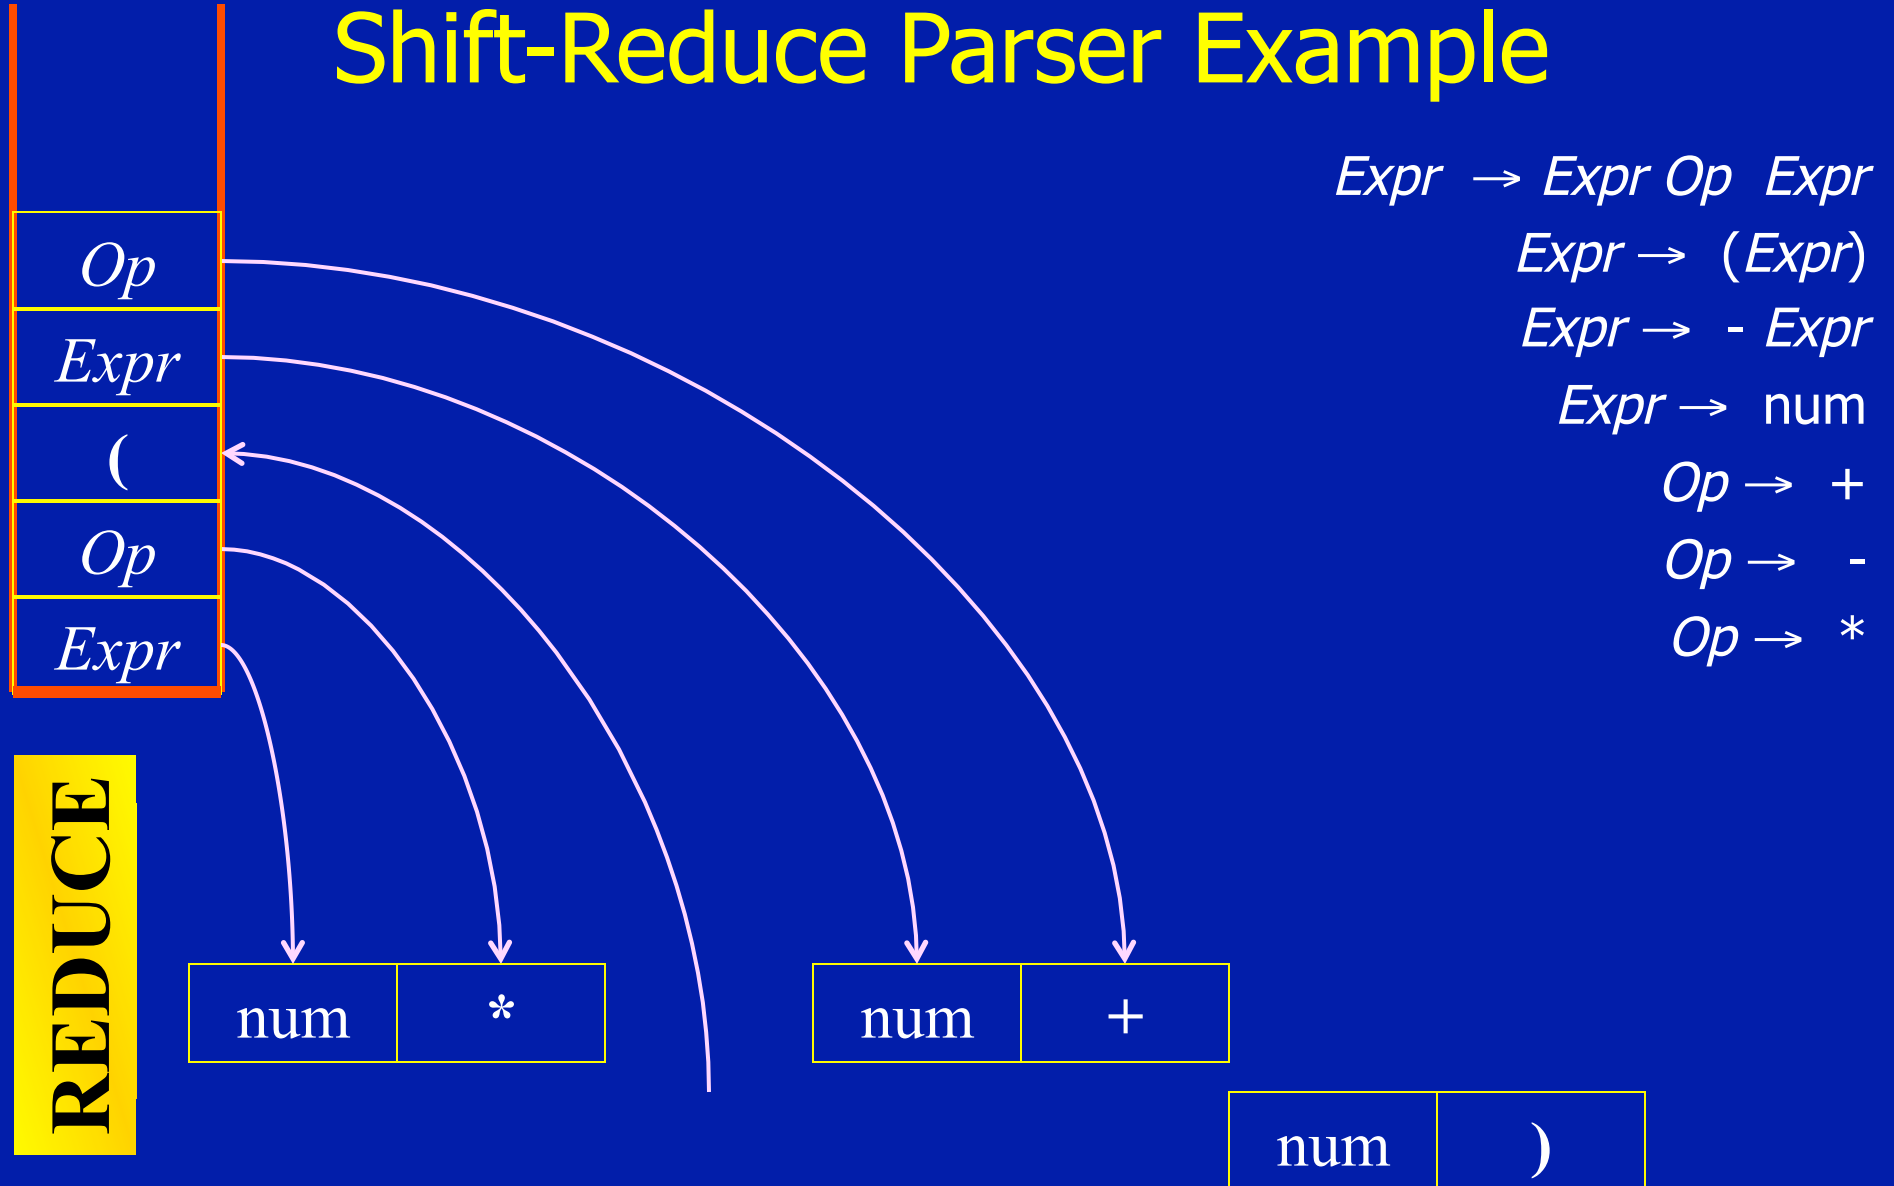 Shift-Reduce Parser Example
Expr → Expr Op Expr
Expr → (Expr)
Expr → - Expr
Expr → num
Op → +
Op → -
Op → *
Op
Expr
(
Op
Expr
REDUCE
num * num +
num )